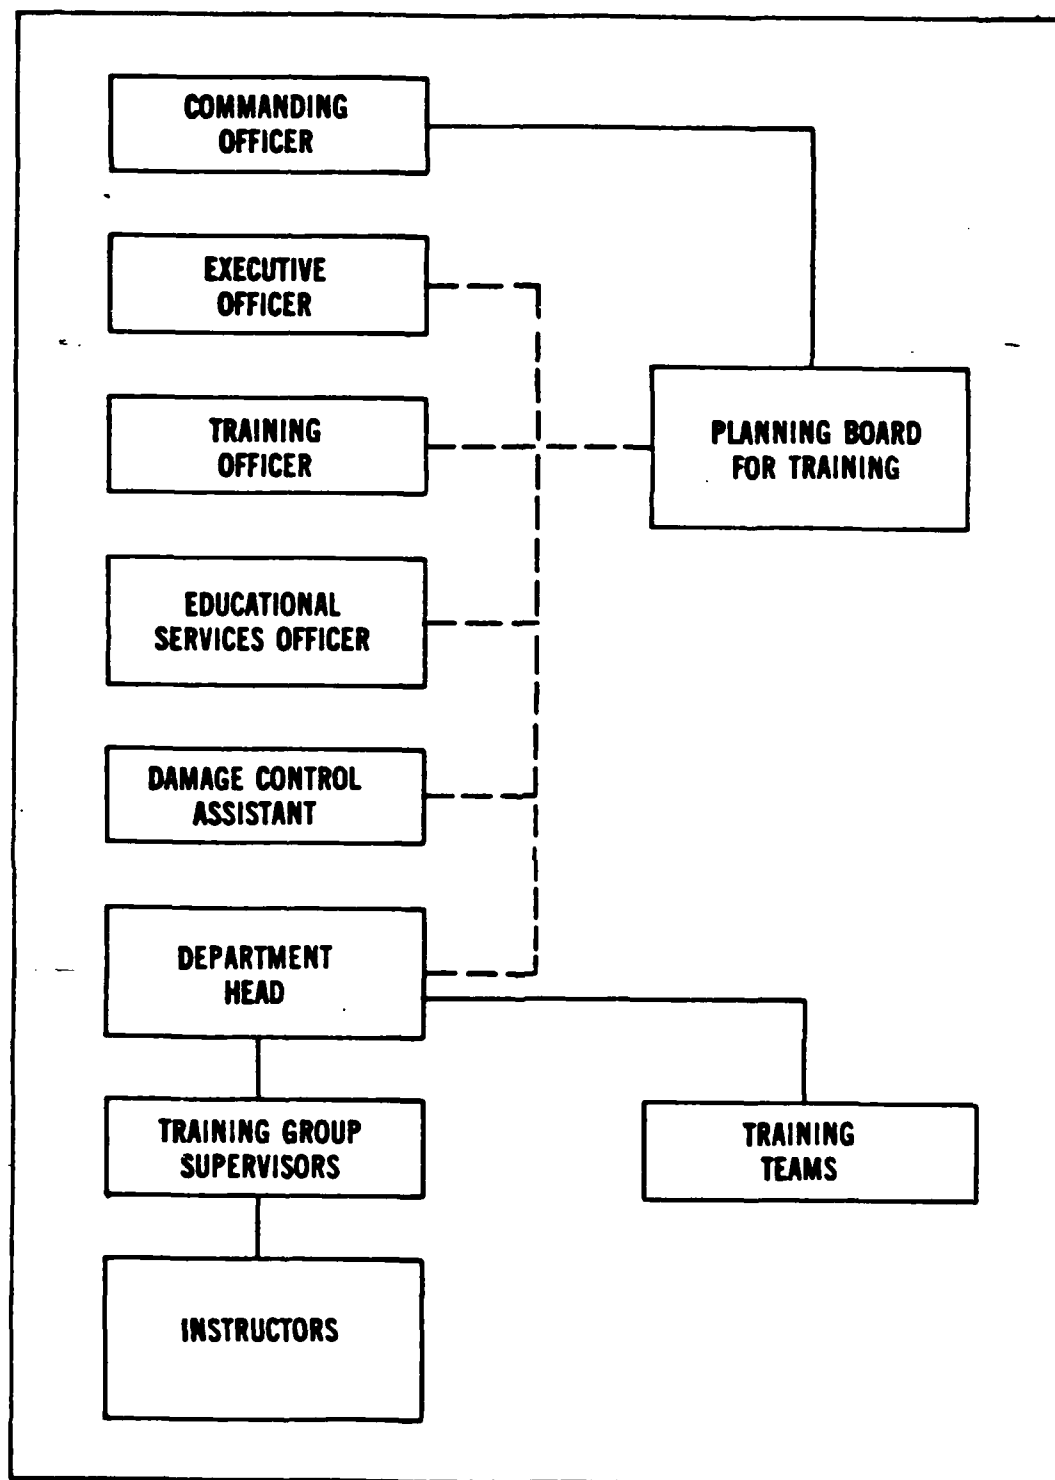 COMMANDING
OFFICER
EXECUTIVE
OFFICER
TRAINING
OFFICER
PLANNING BOARD
FOR TRAINING
EDUCATIONAL
SERVICES OFFICER
DAMAGE CONTROL
ASSISTANT
DEPARTMENT
HEAD
TRAINING GROUP
SUPERVISORS
TRAINING
TEAMS
INSTRUCTORS